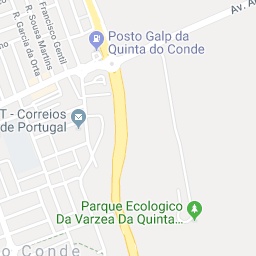 Francisco Gentil
R. Sousa Martins
R. Garcia da Orta
Posto Galp da
Quinta do Conde
Av. A
T - Correios
de Portugal
Parque Ecologico
Da Varzea Da Quinta...
o Conde